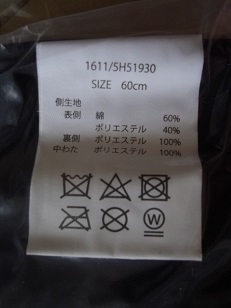 1611/5H51930
SIZE 60cm
側生地
表側 綿 60%
ポリエステル 40%
裏側 ポリエステル 100%
中わた ポリエステル 100%
W